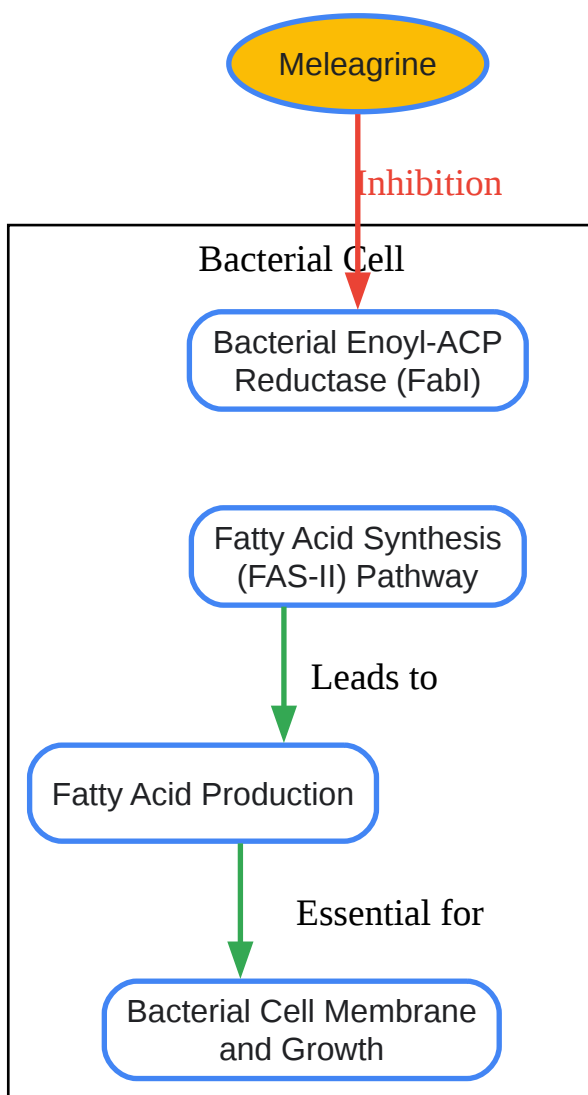 Meleagrine
Inhibition
Bacterial Cell
Bacterial Enoyl-ACP
Reductase (FabI)
Fatty Acid Synthesis
(FAS-II) Pathway
Leads to
Fatty Acid Production
Essential for
Bacterial Cell Membrane
and Growth